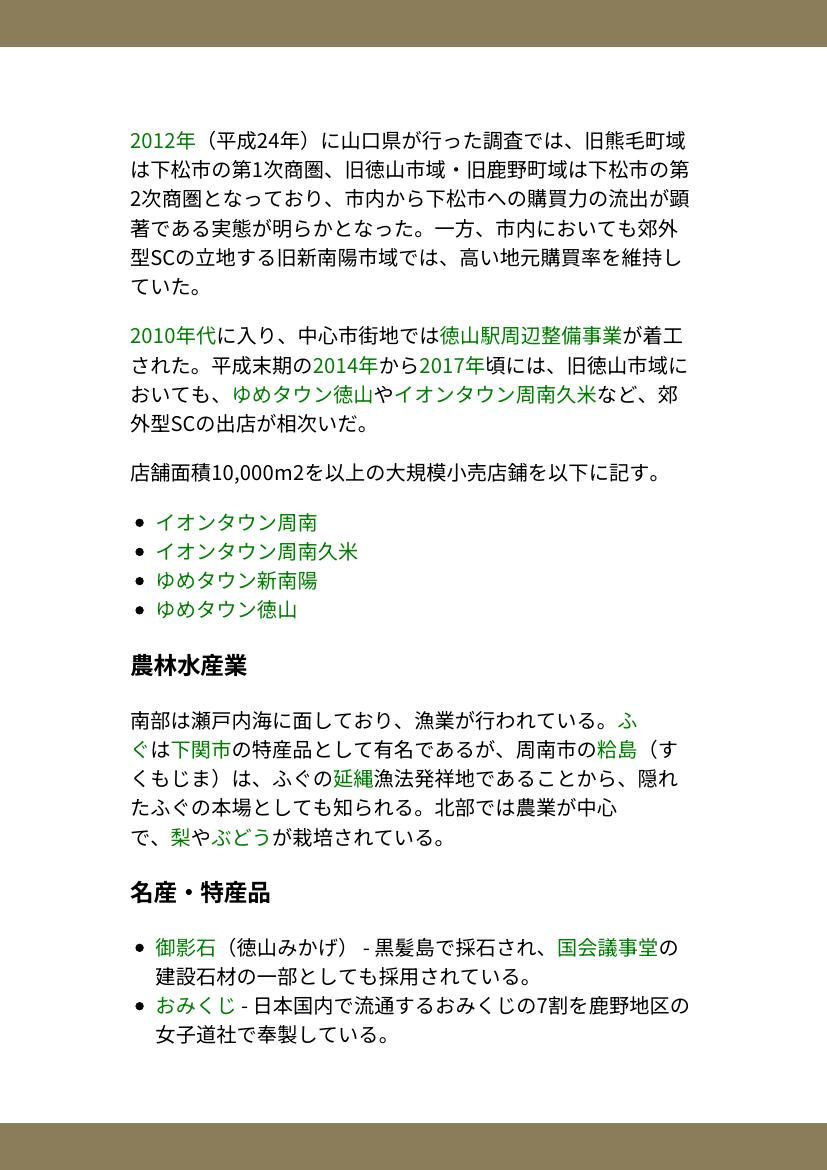 2012年（平成24年）に山口県が行った調査では、旧熊毛町域
は下松市の第1次商圏、旧徳山市域・旧鹿野町域は下松市の第
2次商圏となっており、市内から下松市への購買力の流出が顕
著である実態が明らかとなった。一方、市内においても郊外
型SCの立地する旧新南陽市域では、高い地元購買率を維持し
ていた。
2010年代に入り、中心市街地では徳山駅周辺整備事業が着工
された。平成末期の2014年から2017年頃には、旧徳山市域に
おいても、ゆめタウン徳山やイオンタウン周南久米など、郊
外型SCの出店が相次いだ。
店舗面積10,000m2を以上の大規模小売店鋪を以下に記す。
• イオンタウン周南
• イオンタウン周南久米
• ゆめタウン新南陽
• ゆめタウン徳山
農林水産業
南部は瀬戸内海に面しており、漁業が行われている。ふ
ぐは下関市の特産品として有名であるが、周南市の粭島（す
くもじま）は、ふぐの延縄漁法発祥地であることから、隠れ
たふぐの本場としても知られる。北部では農業が中心
で、梨やぶどうが栽培されている。
名産・特産品
• 御影石（徳山みかげ） - 黒髪島で採石され、国会議事堂の
建設石材の一部としても採用されている。
• おみくじ - 日本国内で流通するおみくじの7割を鹿野地区の
女子道社で奉製している。